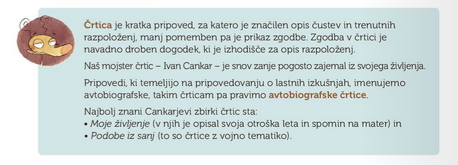 Črtica je kratka pripoved, za katero je značilen opis čustev in trenutnih
razpoloženj, manj pomemben pa je prikaz zgodbe. Zgodba v črtici je
navadno droben dogodek, ki je izhodišče za opis razpoloženj.
Naš mojster črtic – Ivan Cankar – je snov zanje pogosto zajemal iz svojega življenja.
Pripovedi, ki temeljijo na pripovedovanju o lastnih izkušnjah, imenujemo
avtobiografske, takim črticam pa pravimo avtobiografske črtice.
Najbolj znani Cankarjevi zbirki črtic sta:
• Moje življenje (v njih je opisal svoja otroška leta in spomin na mater) in
• Podobe iz sanj (to so črtice z vojno tematiko).